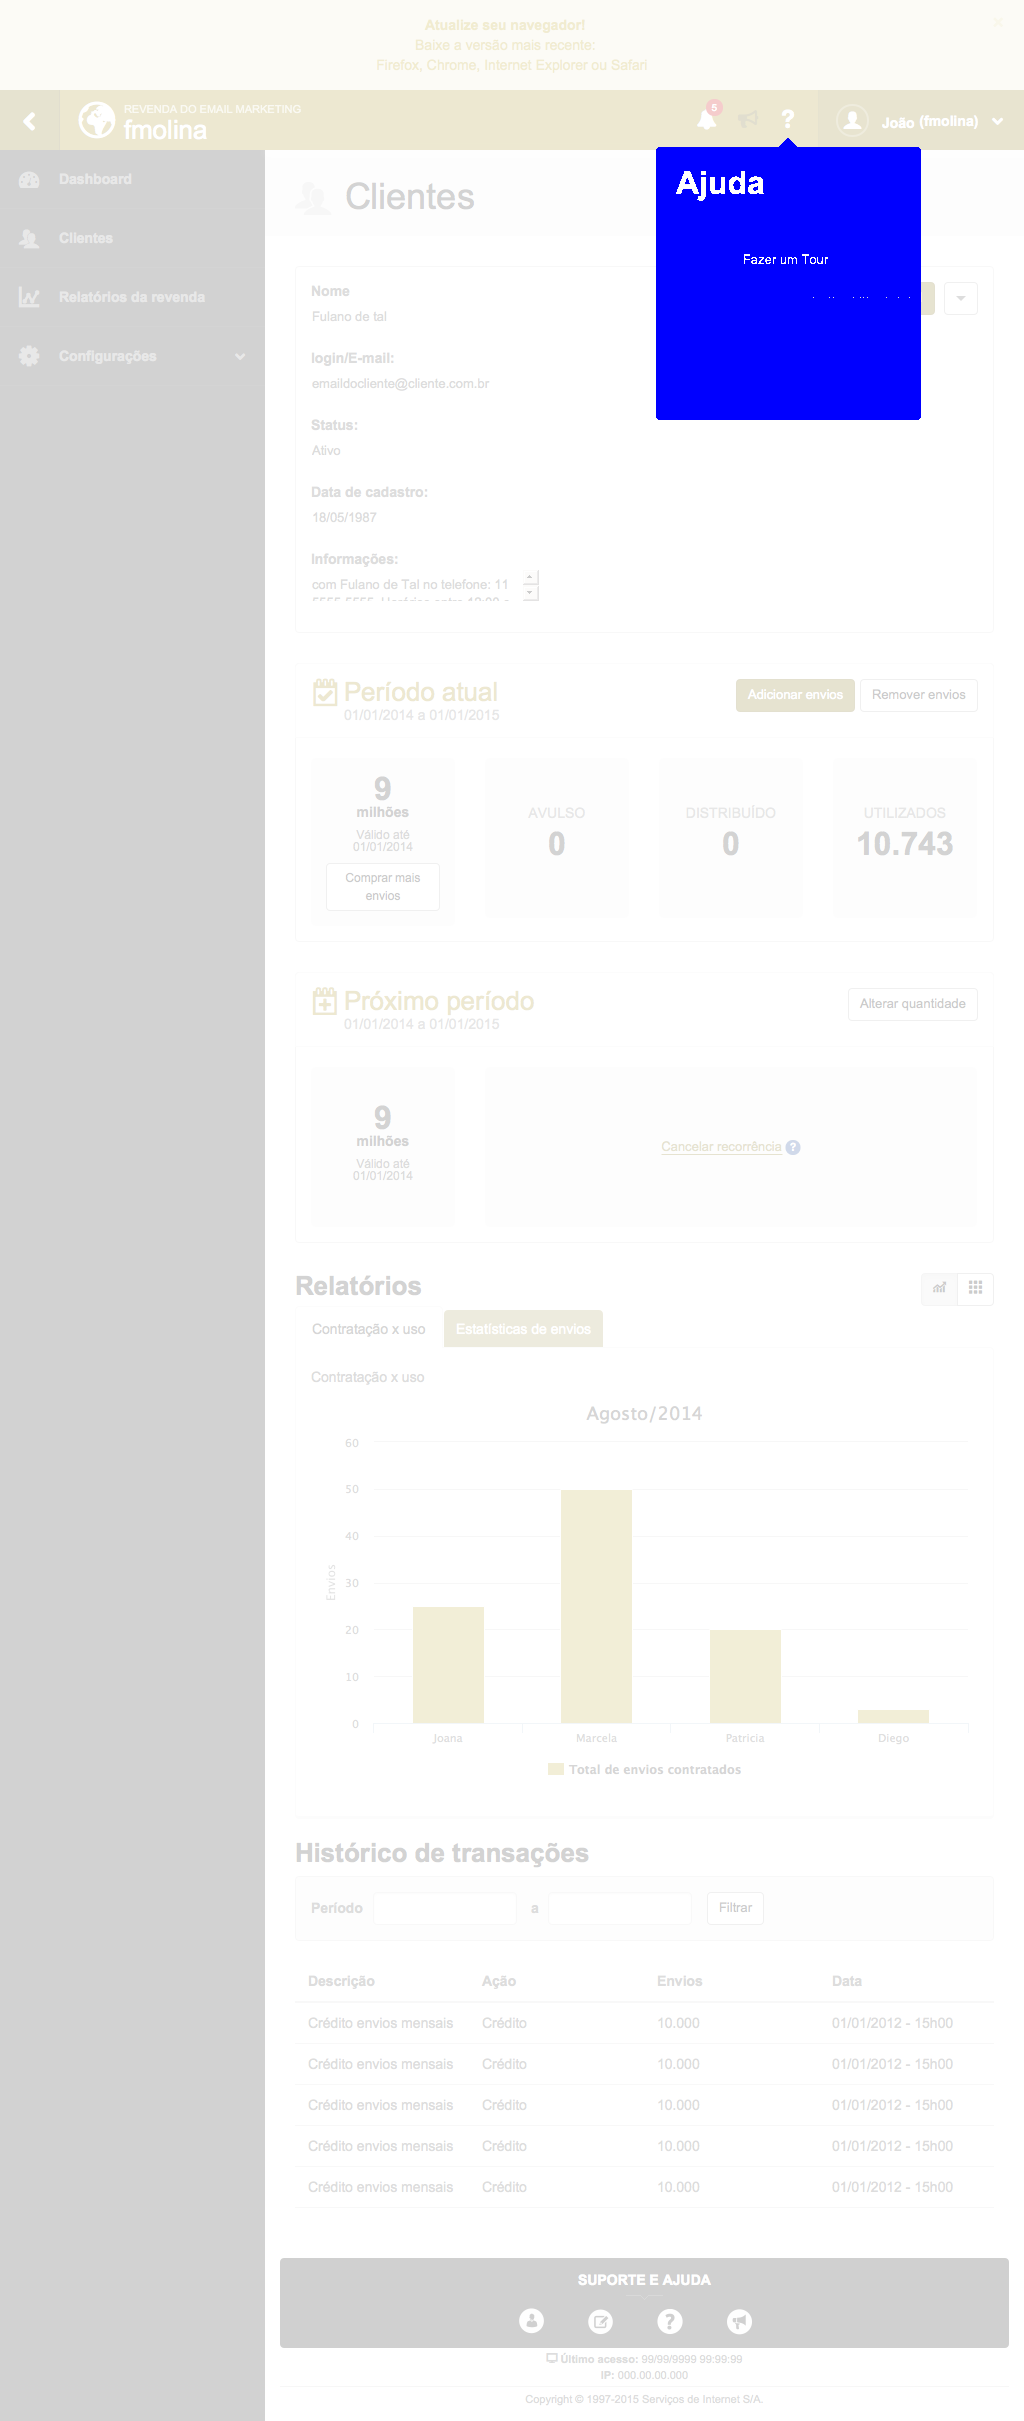 Atualize seu navegador!
Baixe a versão mais recente:
Firefox, Chrome, Internet Explorer ou Safari
REVENDA DO EMAIL MARKETING
fmolina
5
João (fmolina)
Dashboard
Clientes
Relatórios da revenda
Configurações
Clientes
Ajuda
Fazer um Tour
Nome
Fulano de tal
login/E-mail:
emaildocliente@cliente.com.br
Status:
Ativo
Data de cadastro:
18/05/1987
Informações:
com Fulano de Tal no telefone: 11
Período atual
01/01/2014 a 01/01/2015
Adicionar envios
Remover envios
9
milhões
Válido até
01/01/2014
Comprar mais
envios
AVULSO
0
DISTRIBUÍDO
0
UTILIZADOS
10.743
Próximo período
01/01/2014 a 01/01/2015
Alterar quantidade
9
milhões
Válido até
01/01/2014
Cancelar recorrência ?
Relatórios
Contratação x uso
Estatísticas de envios
Contratação x uso
Agosto/2014
Envios
60
50
40
30
20
10
0
Joana Marcela Patricia Diego
Total de envios contratados
Histórico de transações
Período a Filtrar
Descrição Ação Envios Data
Crédito envios mensais Crédito 10.000 01/01/2012 - 15h00
Crédito envios mensais Crédito 10.000 01/01/2012 - 15h00
Crédito envios mensais Crédito 10.000 01/01/2012 - 15h00
Crédito envios mensais Crédito 10.000 01/01/2012 - 15h00
Crédito envios mensais Crédito 10.000 01/01/2012 - 15h00
SUPORTE E AJUDA
Último acesso: 99/99/9999 99:99:99
IP: 000.00.00.000
Copyright © 1997-2015 Serviços de Internet S/A.